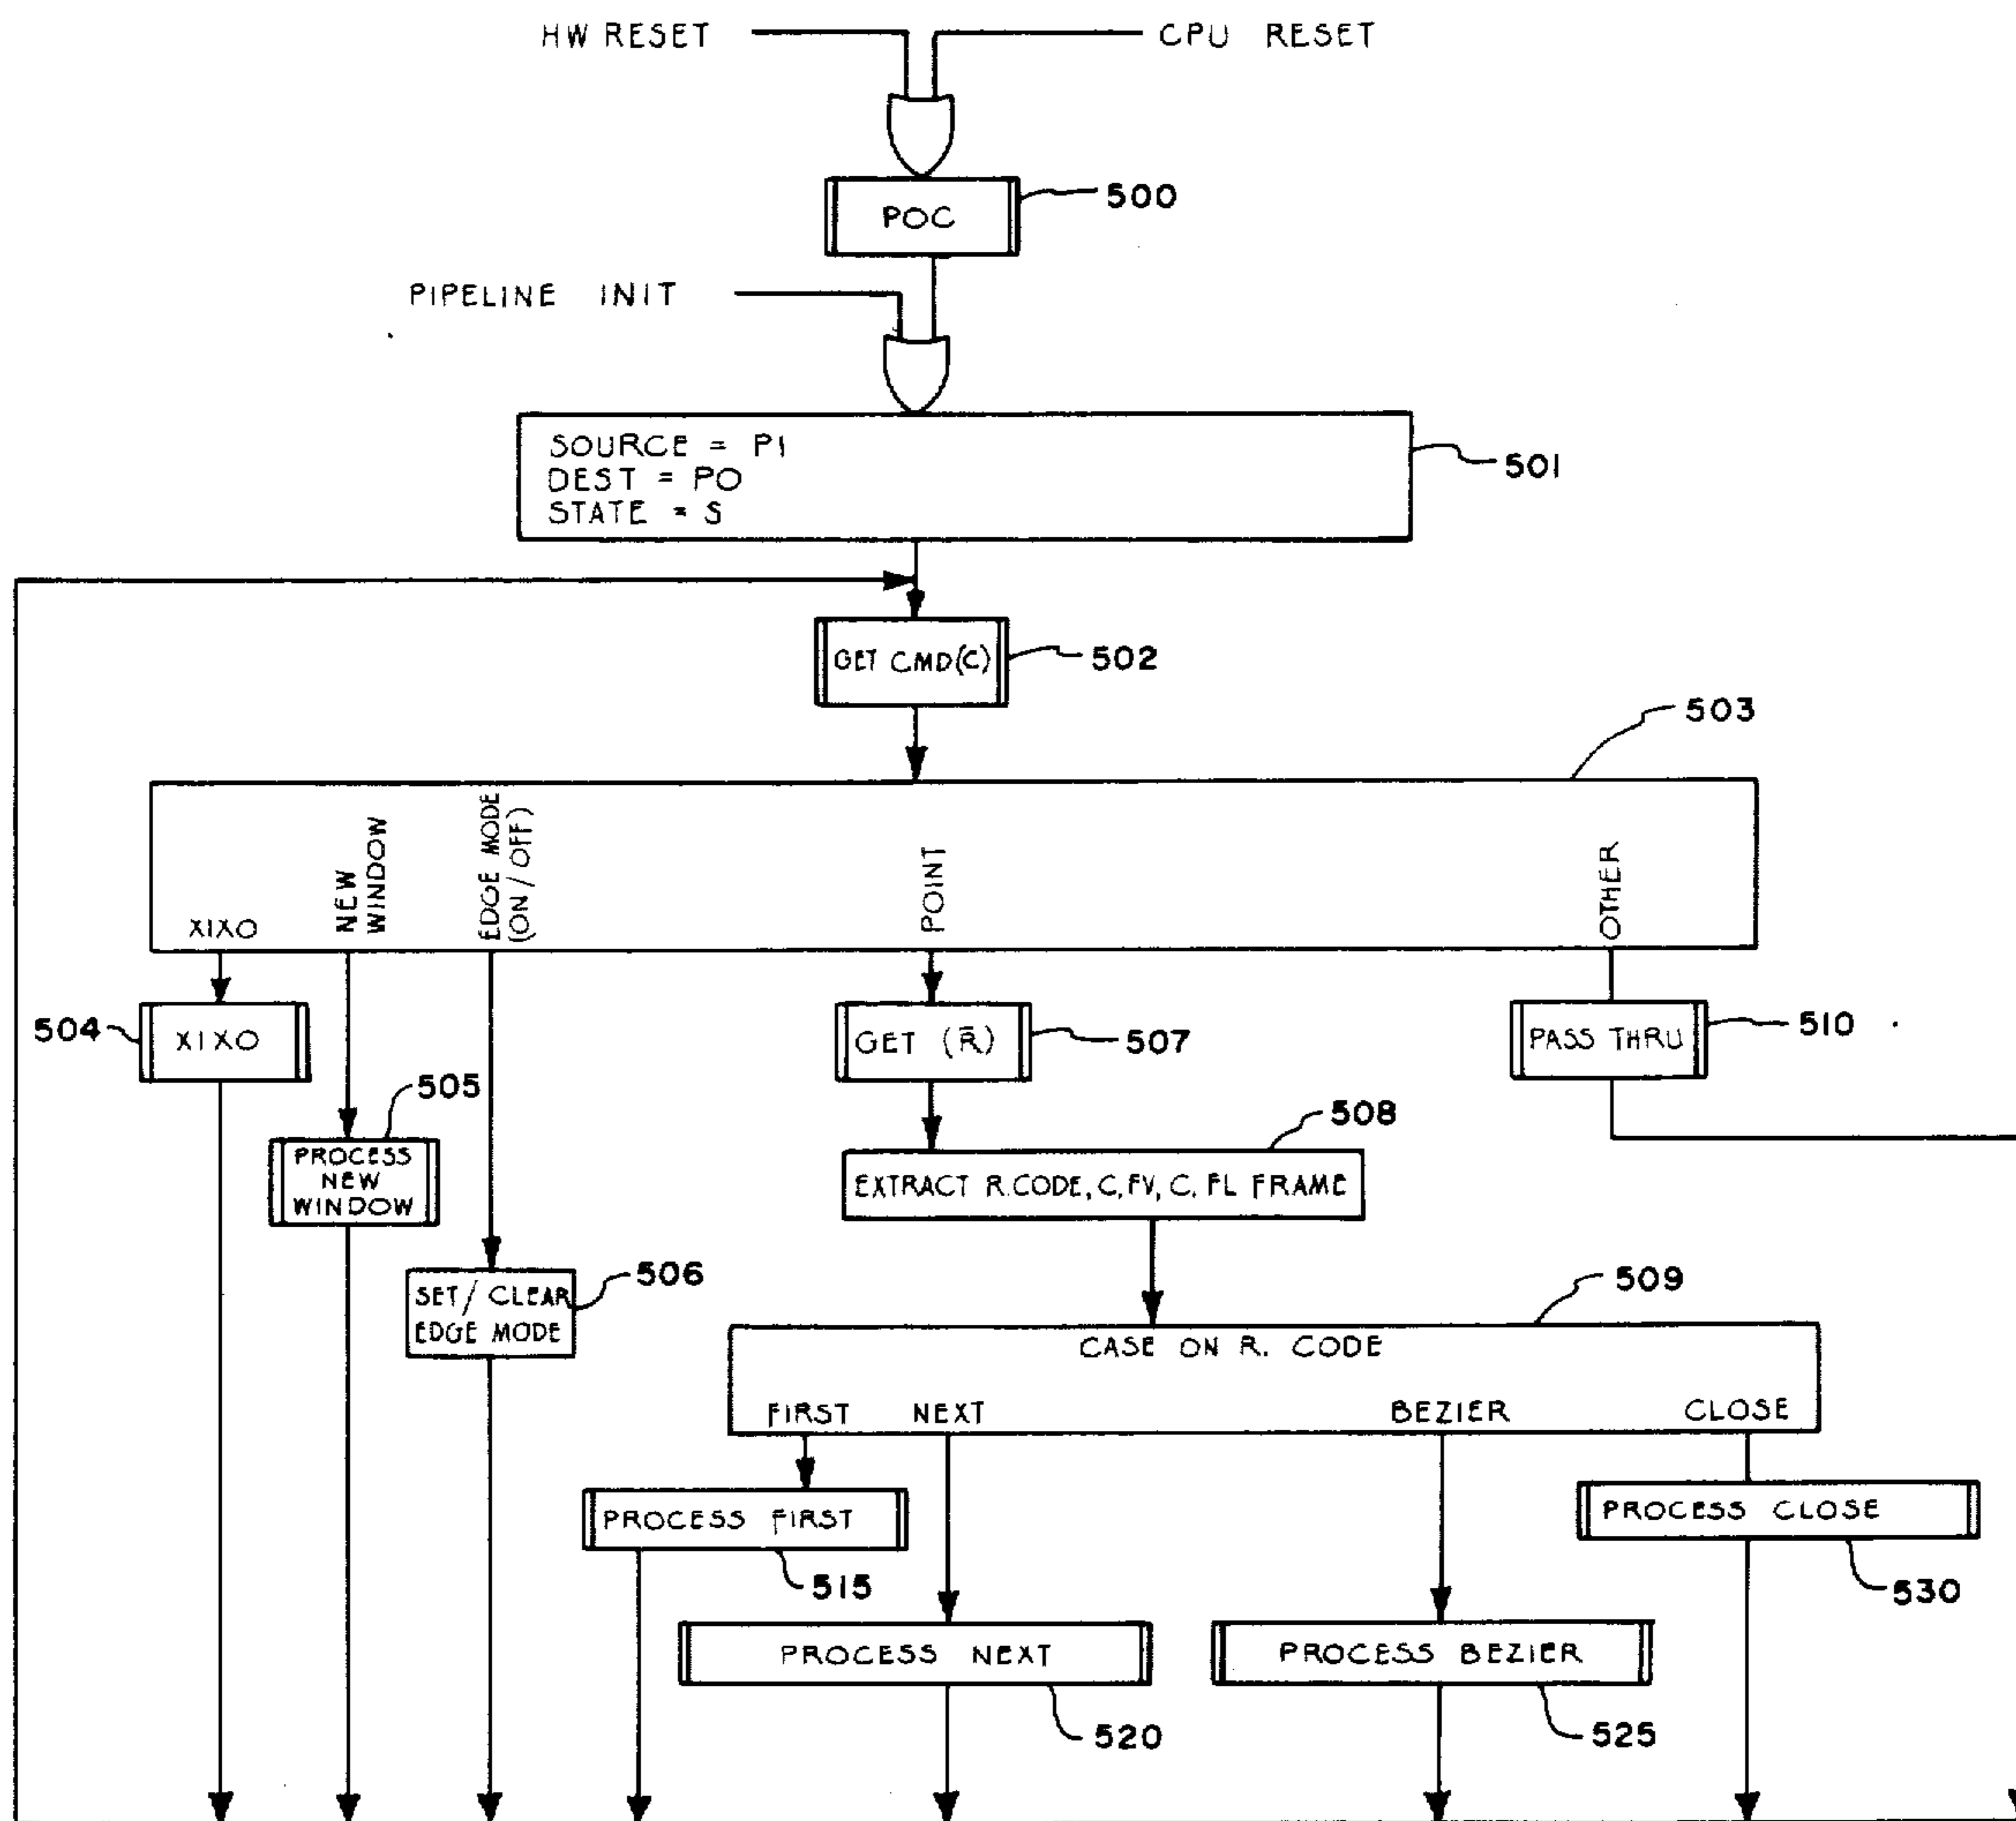 HW RESET
CPU RESET
POC
500
PIPELINE INIT
SOURCE = PI
DEST = PO
STATE = S
501
GET CMD(C)
502
503
XIXO
NEW
WINDOW
EDGE MODE
(ON / OFF)
POINT
OTHER
504
XIXO
GET (R̄)
507
PASS THRU
510
505
PROCESS
NEW
WINDOW
508
EXTRACT R.CODE, C, FV, C, FL FRAME
506
SET / CLEAR
EDGE MODE
509
CASE ON R. CODE
FIRST
NEXT
BEZIER
CLOSE
PROCESS FIRST
515
PROCESS CLOSE
530
PROCESS NEXT
520
PROCESS BEZIER
525